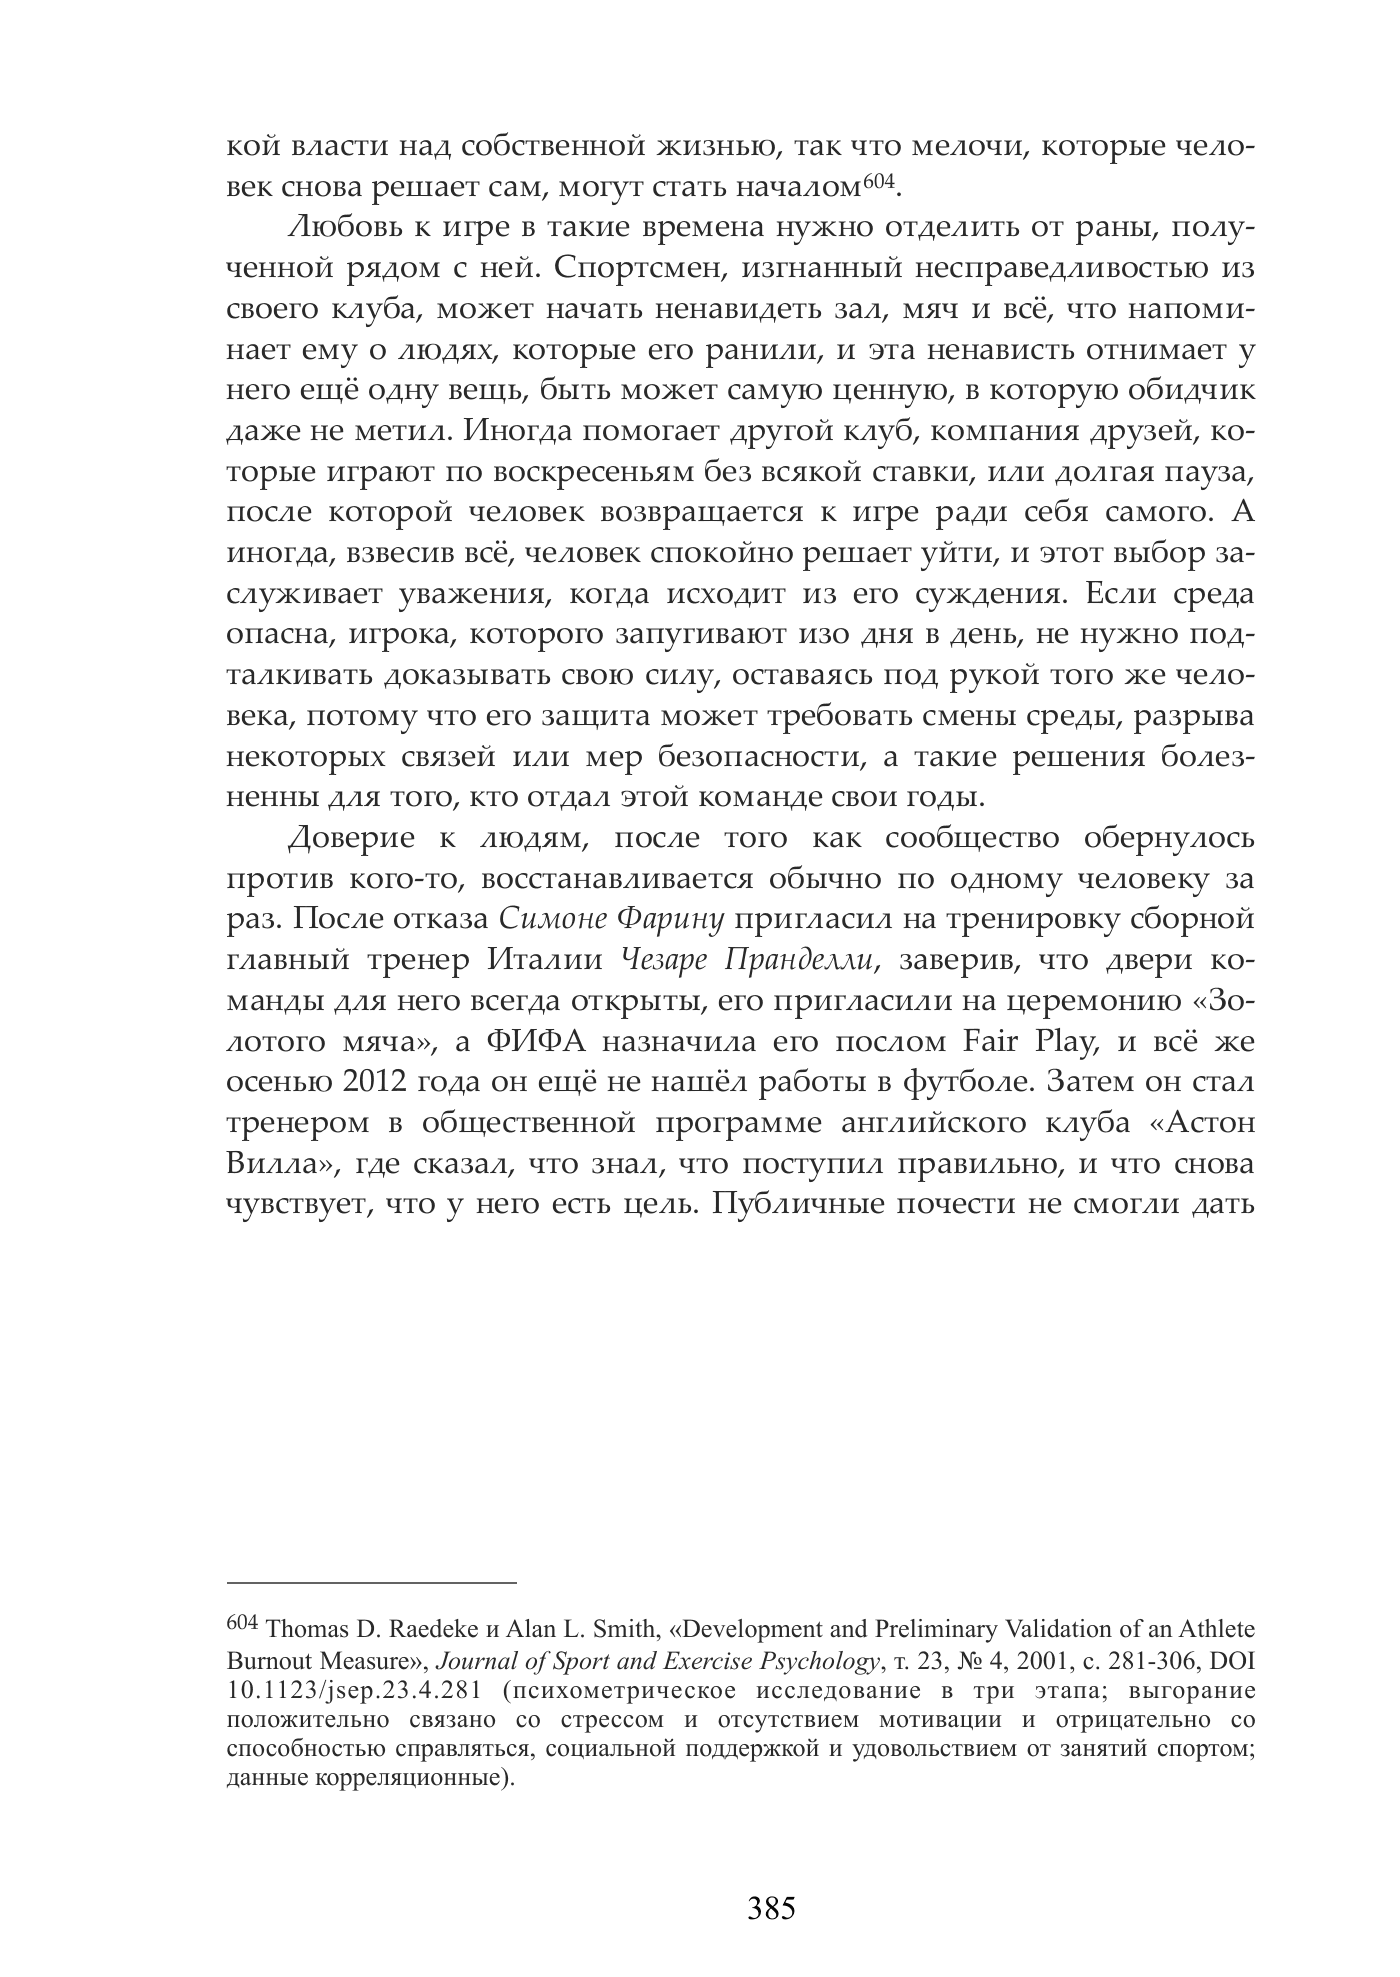 кой власти над собственной жизнью, так что мелочи, которые чело-
век снова решает сам, могут стать началом604.
Любовь к игре в такие времена нужно отделить от раны, полу-
ченной рядом с ней. Спортсмен, изгнанный несправедливостью из
своего клуба, может начать ненавидеть зал, мяч и всё, что напоми-
нает ему о людях, которые его ранили, и эта ненависть отнимает у
него ещё одну вещь, быть может самую ценную, в которую обидчик
даже не метил. Иногда помогает другой клуб, компания друзей, ко-
торые играют по воскресеньям без всякой ставки, или долгая пауза,
после которой человек возвращается к игре ради себя самого. А
иногда, взвесив всё, человек спокойно решает уйти, и этот выбор за-
служивает уважения, когда исходит из его суждения. Если среда
опасна, игрока, которого запугивают изо дня в день, не нужно под-
талкивать доказывать свою силу, оставаясь под рукой того же чело-
века, потому что его защита может требовать смены среды, разрыва
некоторых связей или мер безопасности, а такие решения болез-
ненны для того, кто отдал этой команде свои годы.
Доверие к людям, после того как сообщество обернулось
против кого-то, восстанавливается обычно по одному человеку за
раз. После отказа Симоне Фарину пригласил на тренировку сборной
главный тренер Италии Чезаре Пранделли, заверив, что двери ко-
манды для него всегда открыты, его пригласили на церемонию «Зо-
лотого мяча», а ФИФА назначила его послом Fair Play, и всё же
осенью 2012 года он ещё не нашёл работы в футболе. Затем он стал
тренером в общественной программе английского клуба «Астон
Вилла», где сказал, что знал, что поступил правильно, и что снова
чувствует, что у него есть цель. Публичные почести не смогли дать
604 Thomas D. Raedeke и Alan L. Smith, «Development and Preliminary Validation of an Athlete
Burnout Measure», Journal of Sport and Exercise Psychology, т. 23, № 4, 2001, с. 281-306, DOI
10.1123/jsep.23.4.281 (психометрическое исследование в три этапа; выгорание
положительно связано со стрессом и отсутствием мотивации и отрицательно со
способностью справляться, социальной поддержкой и удовольствием от занятий спортом;
данные корреляционные).
385